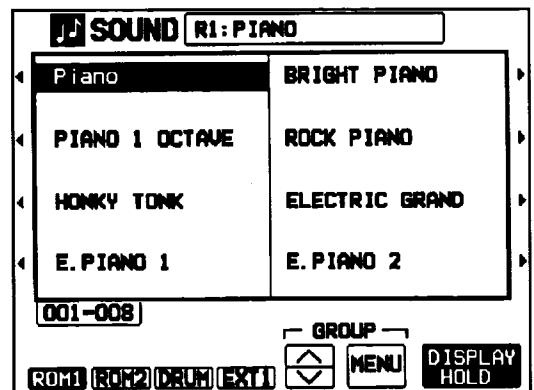 SOUND R1:PIANO
Piano BRIGHT PIANO
PIANO 1 OCTAVE ROCK PIANO
HONKY TONK ELECTRIC GRAND
E.PIANO 1 E.PIANO 2
001-008
GROUP
ROM1 ROM2 DRUM EXT1 MENU DISPLAY
HOLD